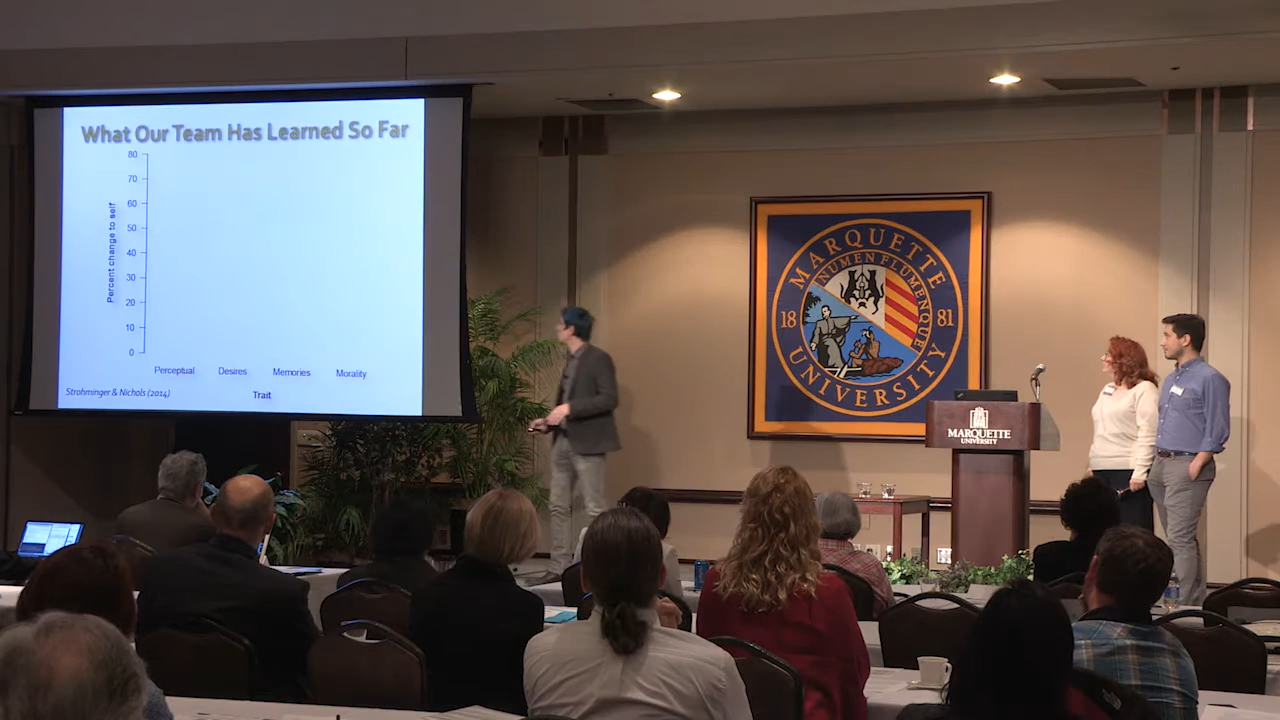 What Our Team Has Learned So Far
80
70
60
50
40
30
20
10
0
Percent change to self
Perceptual Desires Memories Morality
Trait
Strohminger & Nichols (2014)
MARQUETTE
NUMEN FLUMENQUE
18 81
UNIVERSITY
MARQUETTE
UNIVERSITY